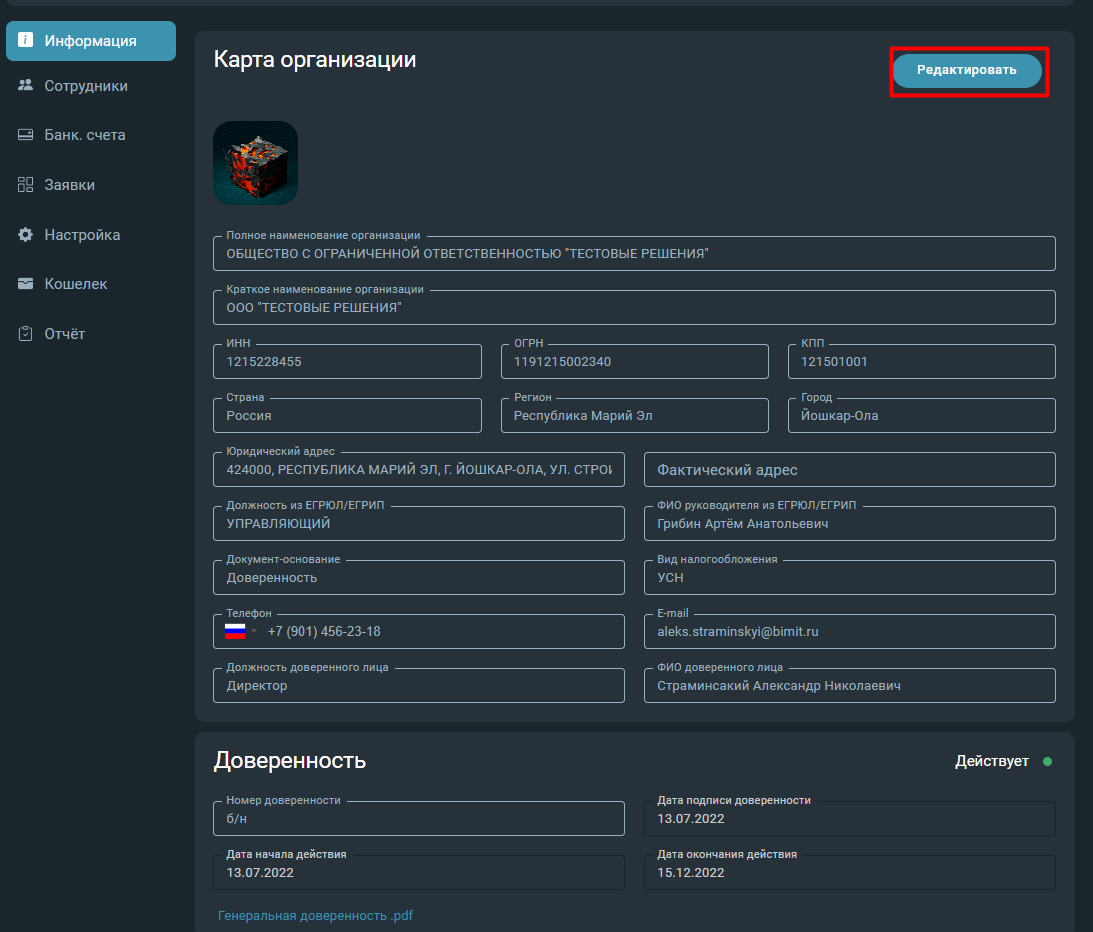 Информация
Сотрудники
Банк. счета
Заявки
Настройка
Кошелек
Отчёт
Карта организации
Редактировать
Полное наименование организации
ОБЩЕСТВО С ОГРАНИЧЕННОЙ ОТВЕТСТВЕННОСТЬЮ "ТЕСТОВЫЕ РЕШЕНИЯ"
Краткое наименование организации
ООО "ТЕСТОВЫЕ РЕШЕНИЯ"
ИНН
1215228455
ОГРН
1191215002340
КПП
121501001
Страна
Россия
Регион
Республика Марий Эл
Город
Йошкар-Ола
Юридический адрес
424000, РЕСПУБЛИКА МАРИЙ ЭЛ, Г. ЙОШКАР-ОЛА, УЛ. СТРОИ
Фактический адрес
Должность из ЕГРЮЛ/ЕГРИП
УПРАВЛЯЮЩИЙ
ФИО руководителя из ЕГРЮЛ/ЕГРИП
Грибин Артём Анатольевич
Документ-основание
Доверенность
Вид налогообложения
УСН
Телефон
+7 (901) 456-23-18
E-mail
aleks.straminskyi@bimit.ru
Должность доверенного лица
Директор
ФИО доверенного лица
Страминсакий Александр Николаевич
Доверенность
Действует
Номер доверенности
б/н
Дата подписи доверенности
13.07.2022
Дата начала действия
13.07.2022
Дата окончания действия
15.12.2022
Генеральная доверенность .pdf